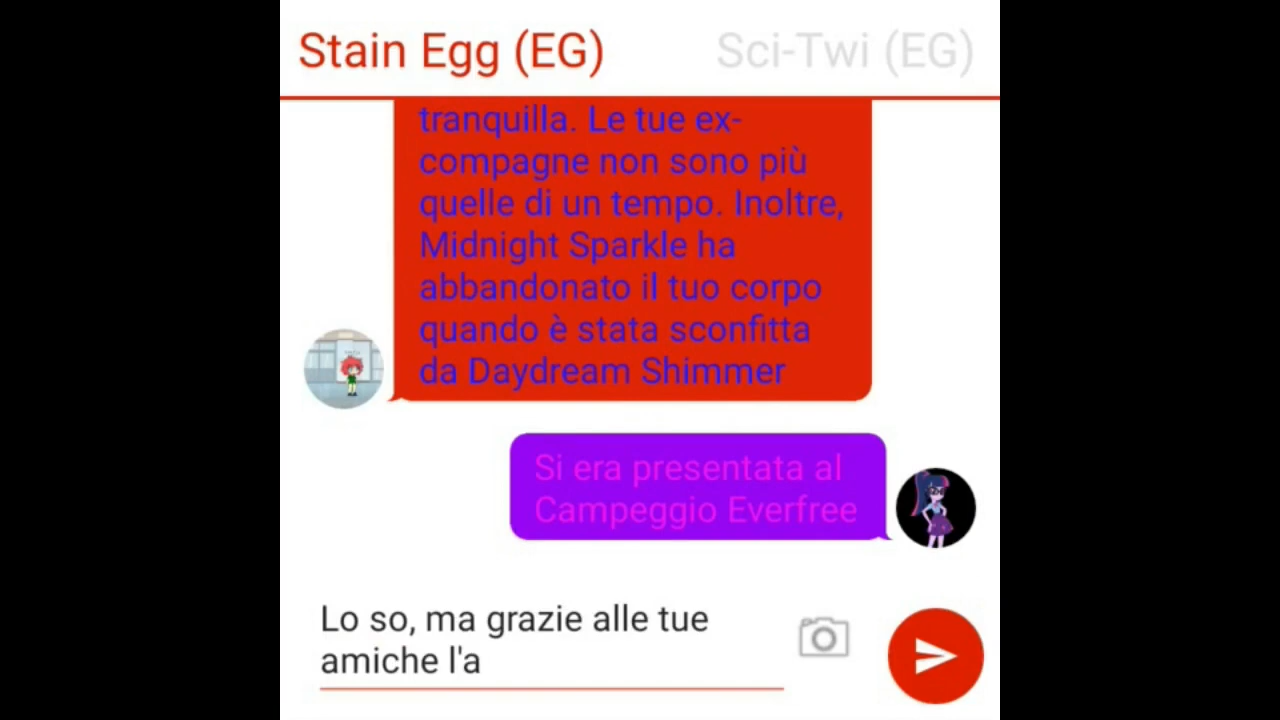 Stain Egg (EG)
Sci-Twi (EG)
tranquilla. Le tue ex-
compagne non sono più
quelle di un tempo. Inoltre,
Midnight Sparkle ha
abbandonato il tuo corpo
quando è stata sconfitta
da Daydream Shimmer
Si era presentata al
Campeggio Everfree
Lo so, ma grazie alle tue
amiche l'a